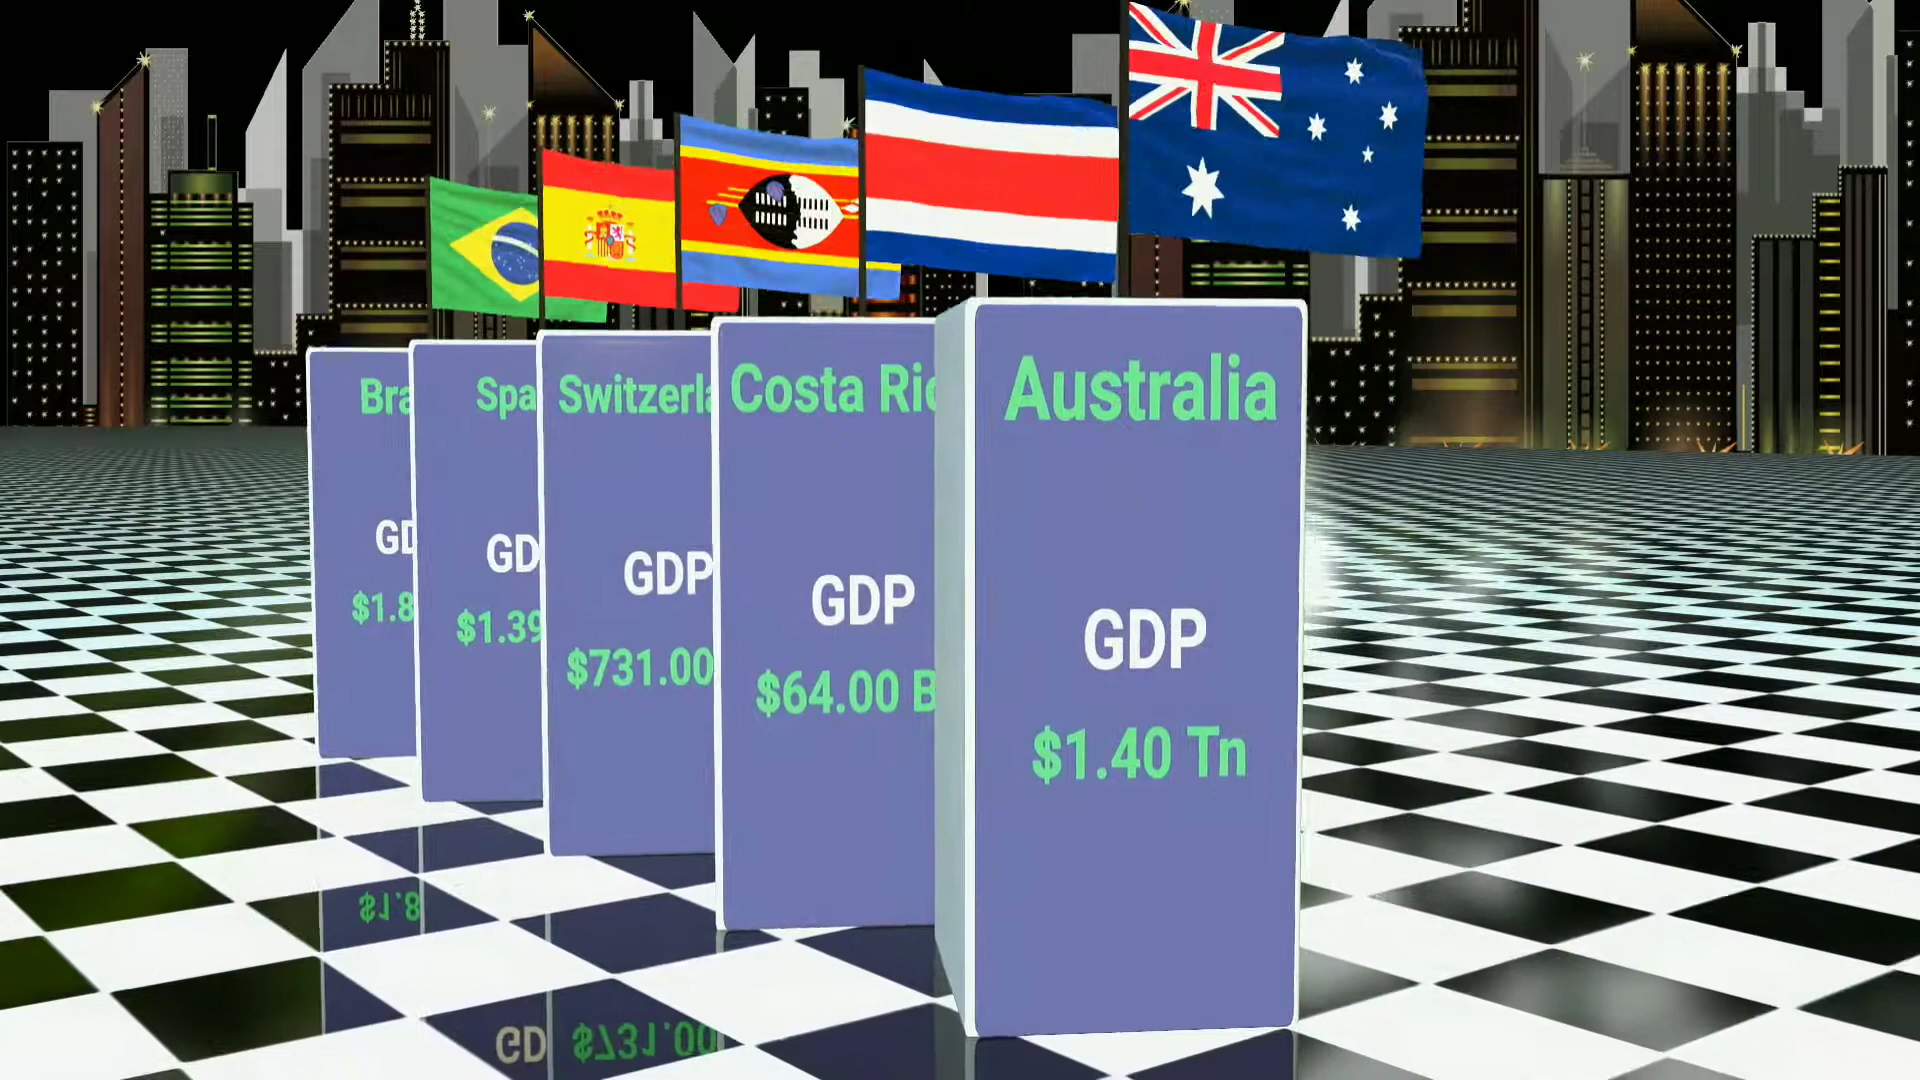 Bra
GD
$1.8
Spa
GD
$1.39
Switzerla
GDP
$731.00
Costa Ric
GDP
$64.00 B
Australia
GDP
$1.40 Tn